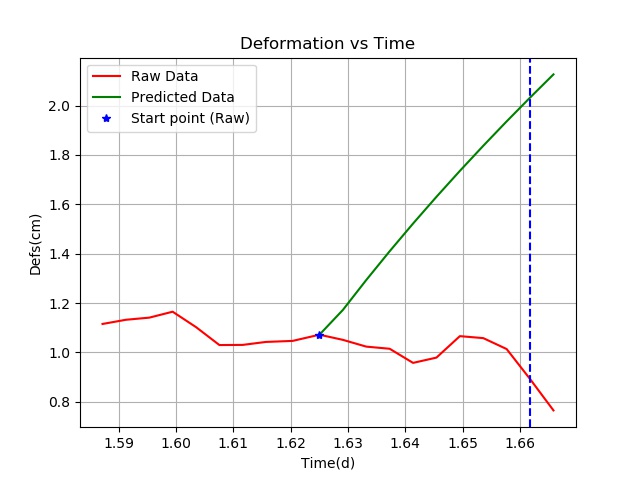 Deformation vs Time
Raw Data
Predicted Data
Start point (Raw)
Defs(cm)
2.0
1.8
1.6
1.4
1.2
1.0
0.8
1.59 1.60 1.61 1.62 1.63 1.64 1.65 1.66
Time(d)